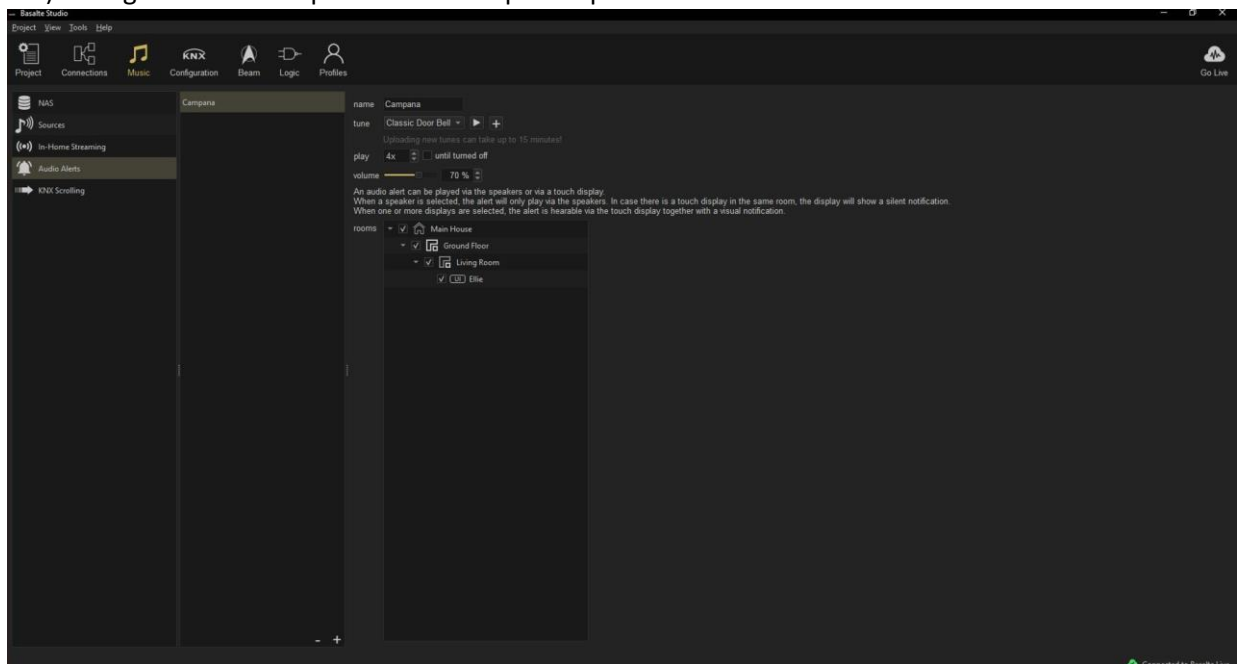 Basalte Studio
Project View Tools Help
Project Connections Music KNX Configuration Beam Logic Profiles Go Live
NAS
Sources
In-Home Streaming
Audio Alerts
KNX Scrolling
Campana
name Campana
tune Classic Door Bell
Uploading new tunes can take up to 15 minutes!
play 4x until turned off
volume 70 %
An audio alert can be played via the speakers or via a touch display.
When a speaker is selected, the alert will only play via the speakers. In case there is a touch display in the same room, the display will show a silent notification.
When one or more displays are selected, the alert is hearable via the touch display together with a visual notification.
rooms Main House
Ground Floor
Living Room
UI Ellie
- +
Connected to Basalte Live